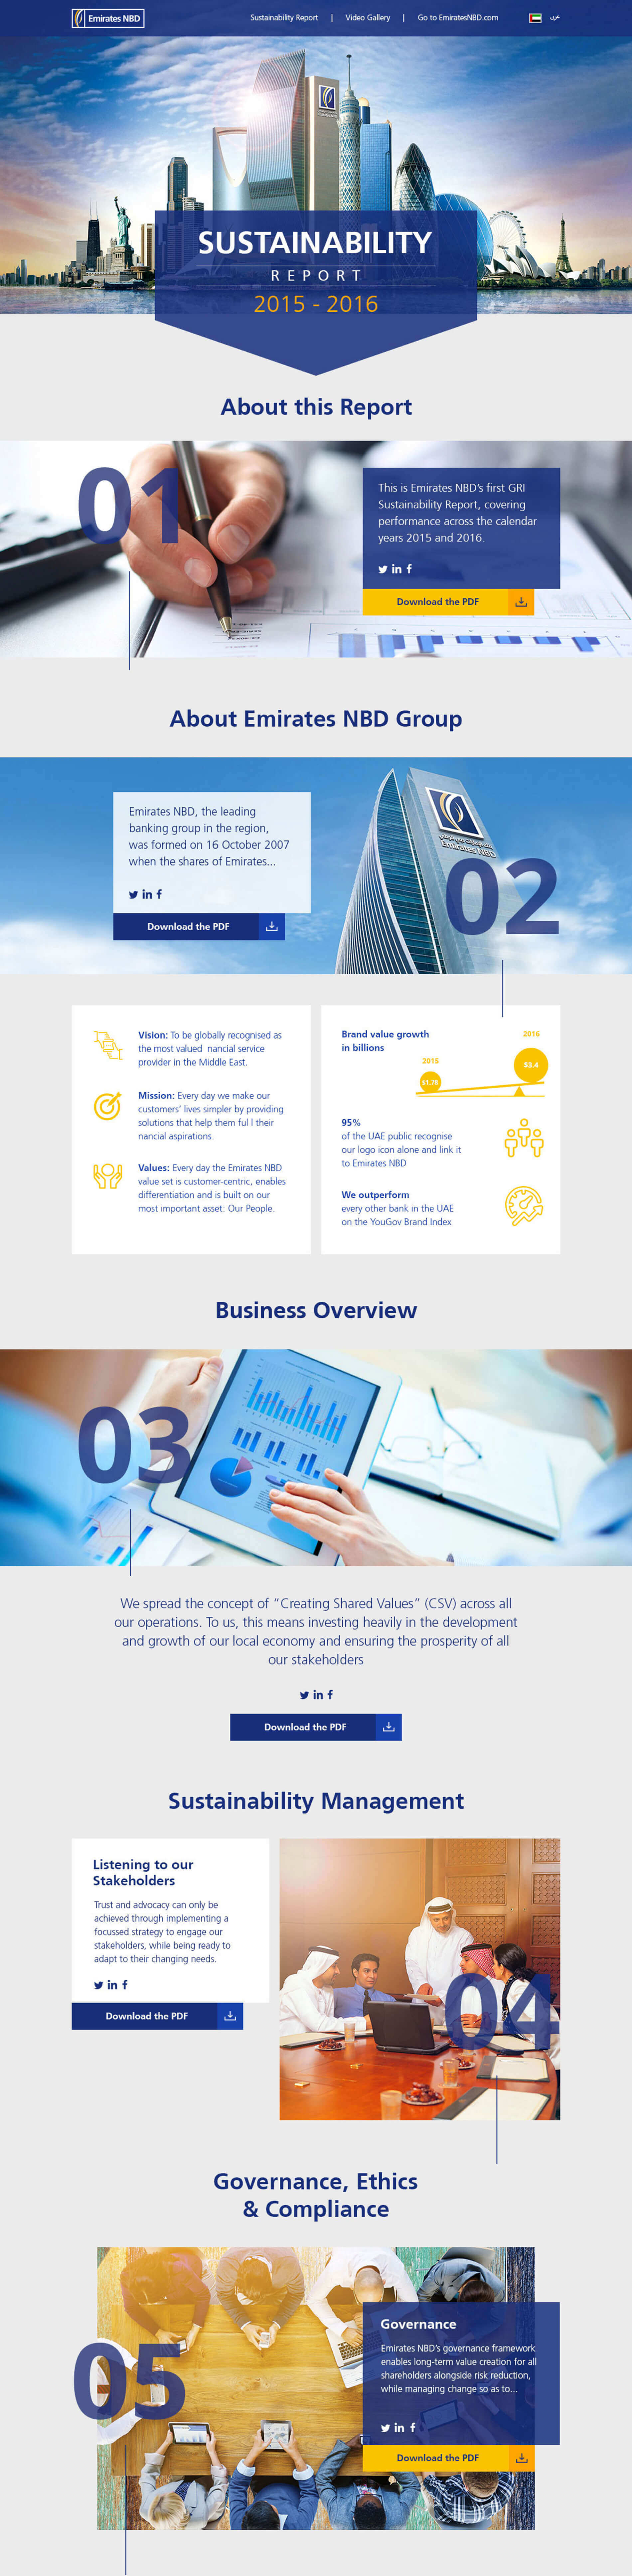 Emirates NBD
Sustainability Report | Video Gallery | Go to EmiratesNBD.com
عربي
SUSTAINABILITY
REPORT
2015 - 2016
About this Report
01
This is Emirates NBD's first GRI
Sustainability Report, covering
performance across the calendar
years 2015 and 2016.
Download the PDF
About Emirates NBD Group
Emirates NBD, the leading
banking group in the region,
was formed on 16 October 2007
when the shares of Emirates...
Download the PDF
Emirates NBD
02
Vision: To be globally recognised as
the most valued nancial service
provider in the Middle East.
Mission: Every day we make our
customers' lives simpler by providing
solutions that help them ful l their
nancial aspirations.
Values: Every day the Emirates NBD
value set is customer-centric, enables
differentiation and is built on our
most important asset: Our People.
Brand value growth
in billions
2015
$1.78
2016
$3.4
95%
of the UAE public recognise
our logo icon alone and link it
to Emirates NBD
We outperform
every other bank in the UAE
on the YouGov Brand Index
Business Overview
03
We spread the concept of "Creating Shared Values" (CSV) across all
our operations. To us, this means investing heavily in the development
and growth of our local economy and ensuring the prosperity of all
our stakeholders
Download the PDF
Sustainability Management
Listening to our
Stakeholders
Trust and advocacy can only be
achieved through implementing a
focussed strategy to engage our
stakeholders, while being ready to
adapt to their changing needs.
Download the PDF
04
Governance, Ethics
& Compliance
05
Governance
Emirates NBD's governance framework
enables long-term value creation for all
shareholders alongside risk reduction,
while managing change so as to...
Download the PDF